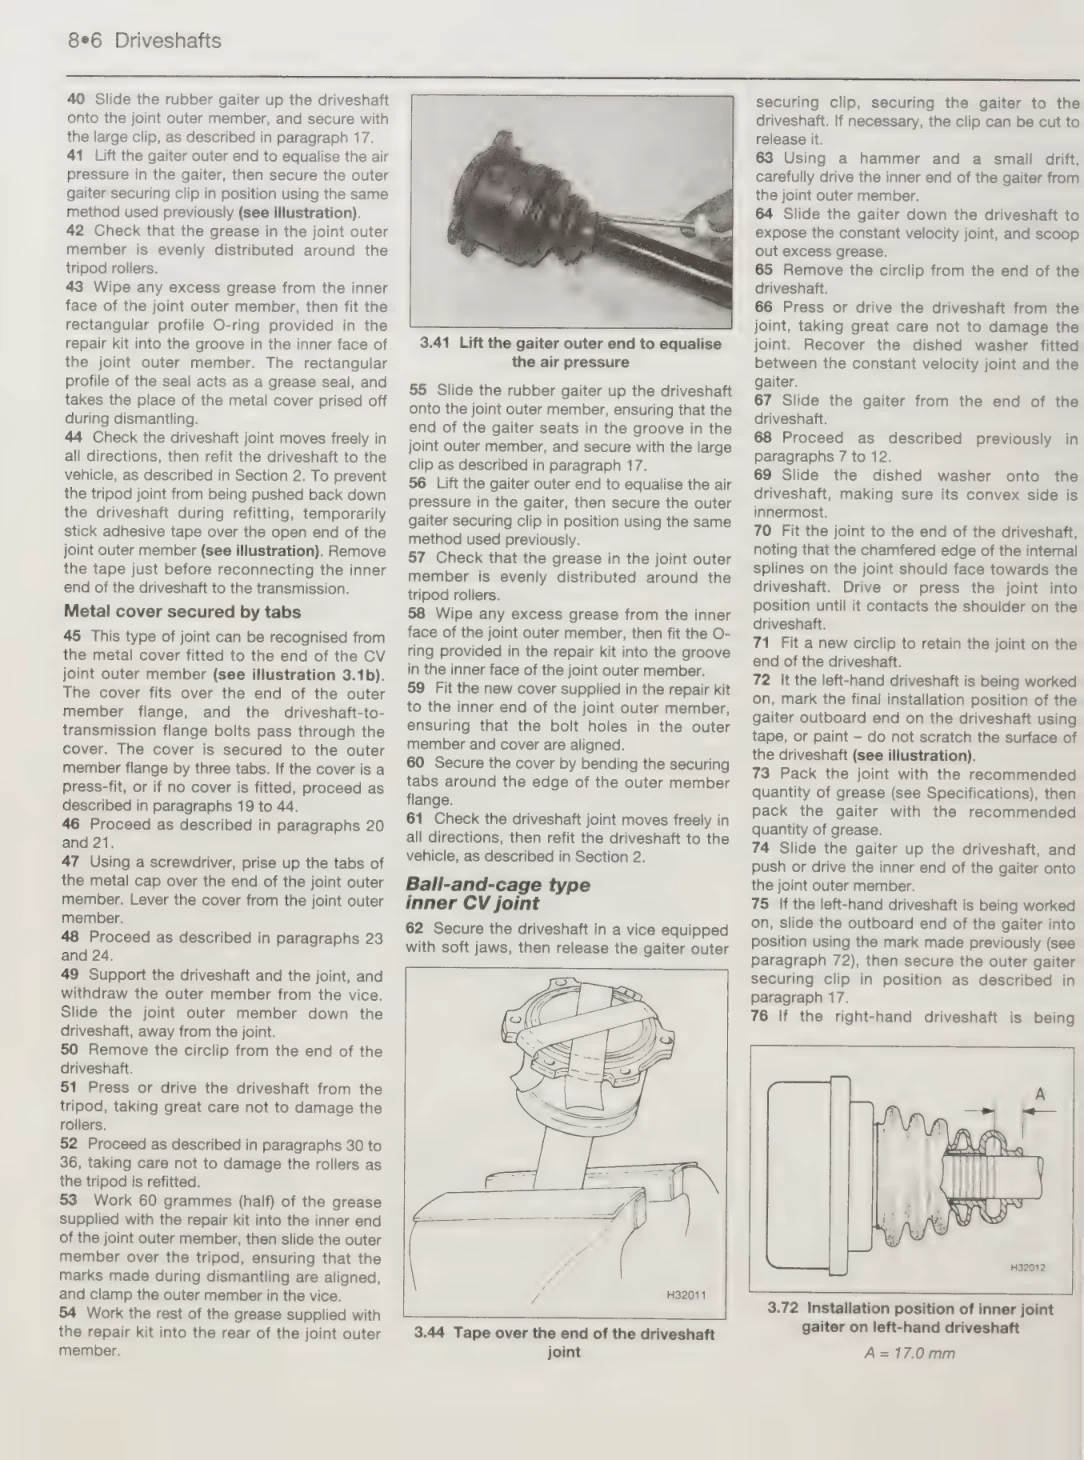 8•6 Driveshafts
40 Slide the rubber gaiter up the driveshaft
onto the joint outer member, and secure with
the large clip, as described in paragraph 17.
41 Lift the gaiter outer end to equalise the air
pressure in the gaiter, then secure the outer
gaiter securing clip in position using the same
method used previously (see illustration).
42 Check that the grease in the joint outer
member is evenly distributed around the
tripod rollers.
43 Wipe any excess grease from the inner
face of the joint outer member, then fit the
rectangular profile O-ring provided in the
repair kit into the groove in the inner face of
the joint outer member. The rectangular
profile of the seal acts as a grease seal, and
takes the place of the metal cover prised off
during dismantling.
44 Check the driveshaft joint moves freely in
all directions, then refit the driveshaft to the
vehicle, as described in Section 2. To prevent
the tripod joint from being pushed back down
the driveshaft during refitting, temporarily
stick adhesive tape over the open end of the
joint outer member (see illustration). Remove
the tape just before reconnecting the inner
end of the driveshaft to the transmission.
Metal cover secured by tabs
45 This type of joint can be recognised from
the metal cover fitted to the end of the CV
joint outer member (see illustration 3.1b).
The cover fits over the end of the outer
member flange, and the driveshaft-to-
transmission flange bolts pass through the
cover. The cover is secured to the outer
member flange by three tabs. If the cover is a
press-fit, or if no cover is fitted, proceed as
described in paragraphs 19 to 44.
46 Proceed as described in paragraphs 20
and 21.
47 Using a screwdriver, prise up the tabs of
the metal cap over the end of the joint outer
member. Lever the cover from the joint outer
member.
48 Proceed as described in paragraphs 23
and 24.
49 Support the driveshaft and the joint, and
withdraw the outer member from the vice.
Slide the joint outer member down the
driveshaft, away from the joint.
50 Remove the circlip from the end of the
driveshaft.
51 Press or drive the driveshaft from the
tripod, taking great care not to damage the
rollers.
52 Proceed as described in paragraphs 30 to
36, taking care not to damage the rollers as
the tripod is refitted.
53 Work 60 grammes (half) of the grease
supplied with the repair kit into the inner end
of the joint outer member, then slide the outer
member over the tripod, ensuring that the
marks made during dismantling are aligned,
and clamp the outer member in the vice.
54 Work the rest of the grease supplied with
the repair kit into the rear of the joint outer
member.
3.41 Lift the gaiter outer end to equalise
the air pressure
55 Slide the rubber gaiter up the driveshaft
onto the joint outer member, ensuring that the
end of the gaiter seats in the groove in the
joint outer member, and secure with the large
clip as described in paragraph 17.
56 Lift the gaiter outer end to equalise the air
pressure in the gaiter, then secure the outer
gaiter securing clip in position using the same
method used previously.
57 Check that the grease in the joint outer
member is evenly distributed around the
tripod rollers.
58 Wipe any excess grease from the inner
face of the joint outer member, then fit the O-
ring provided in the repair kit into the groove
in the inner face of the joint outer member.
59 Fit the new cover supplied in the repair kit
to the inner end of the joint outer member,
ensuring that the bolt holes in the outer
member and cover are aligned.
60 Secure the cover by bending the securing
tabs around the edge of the outer member
flange.
61 Check the driveshaft joint moves freely in
all directions, then refit the driveshaft to the
vehicle, as described in Section 2.
Ball-and-cage type
inner CV joint
62 Secure the driveshaft in a vice equipped
with soft jaws, then release the gaiter outer
H32011
3.44 Tape over the end of the driveshaft
joint
securing clip, securing the gaiter to the
driveshaft. If necessary, the clip can be cut to
release it.
63 Using a hammer and a small drift,
carefully drive the inner end of the gaiter from
the joint outer member.
64 Slide the gaiter down the driveshaft to
expose the constant velocity joint, and scoop
out excess grease.
65 Remove the circlip from the end of the
driveshaft.
66 Press or drive the driveshaft from the
joint, taking great care not to damage the
joint. Recover the dished washer fitted
between the constant velocity joint and the
gaiter.
67 Slide the gaiter from the end of the
driveshaft.
68 Proceed as described previously in
paragraphs 7 to 12.
69 Slide the dished washer onto the
driveshaft, making sure its convex side is
innermost.
70 Fit the joint to the end of the driveshaft,
noting that the chamfered edge of the internal
splines on the joint should face towards the
driveshaft. Drive or press the joint into
position until it contacts the shoulder on the
driveshaft.
71 Fit a new circlip to retain the joint on the
end of the driveshaft.
72 It the left-hand driveshaft is being worked
on, mark the final installation position of the
gaiter outboard end on the driveshaft using
tape, or paint – do not scratch the surface of
the driveshaft (see illustration).
73 Pack the joint with the recommended
quantity of grease (see Specifications), then
pack the gaiter with the recommended
quantity of grease.
74 Slide the gaiter up the driveshaft, and
push or drive the inner end of the gaiter onto
the joint outer member.
75 If the left-hand driveshaft is being worked
on, slide the outboard end of the gaiter into
position using the mark made previously (see
paragraph 72), then secure the outer gaiter
securing clip in position as described in
paragraph 17.
76 If the right-hand driveshaft is being
A
H32012
3.72 Installation position of inner joint
gaiter on left-hand driveshaft
A = 17.0 mm